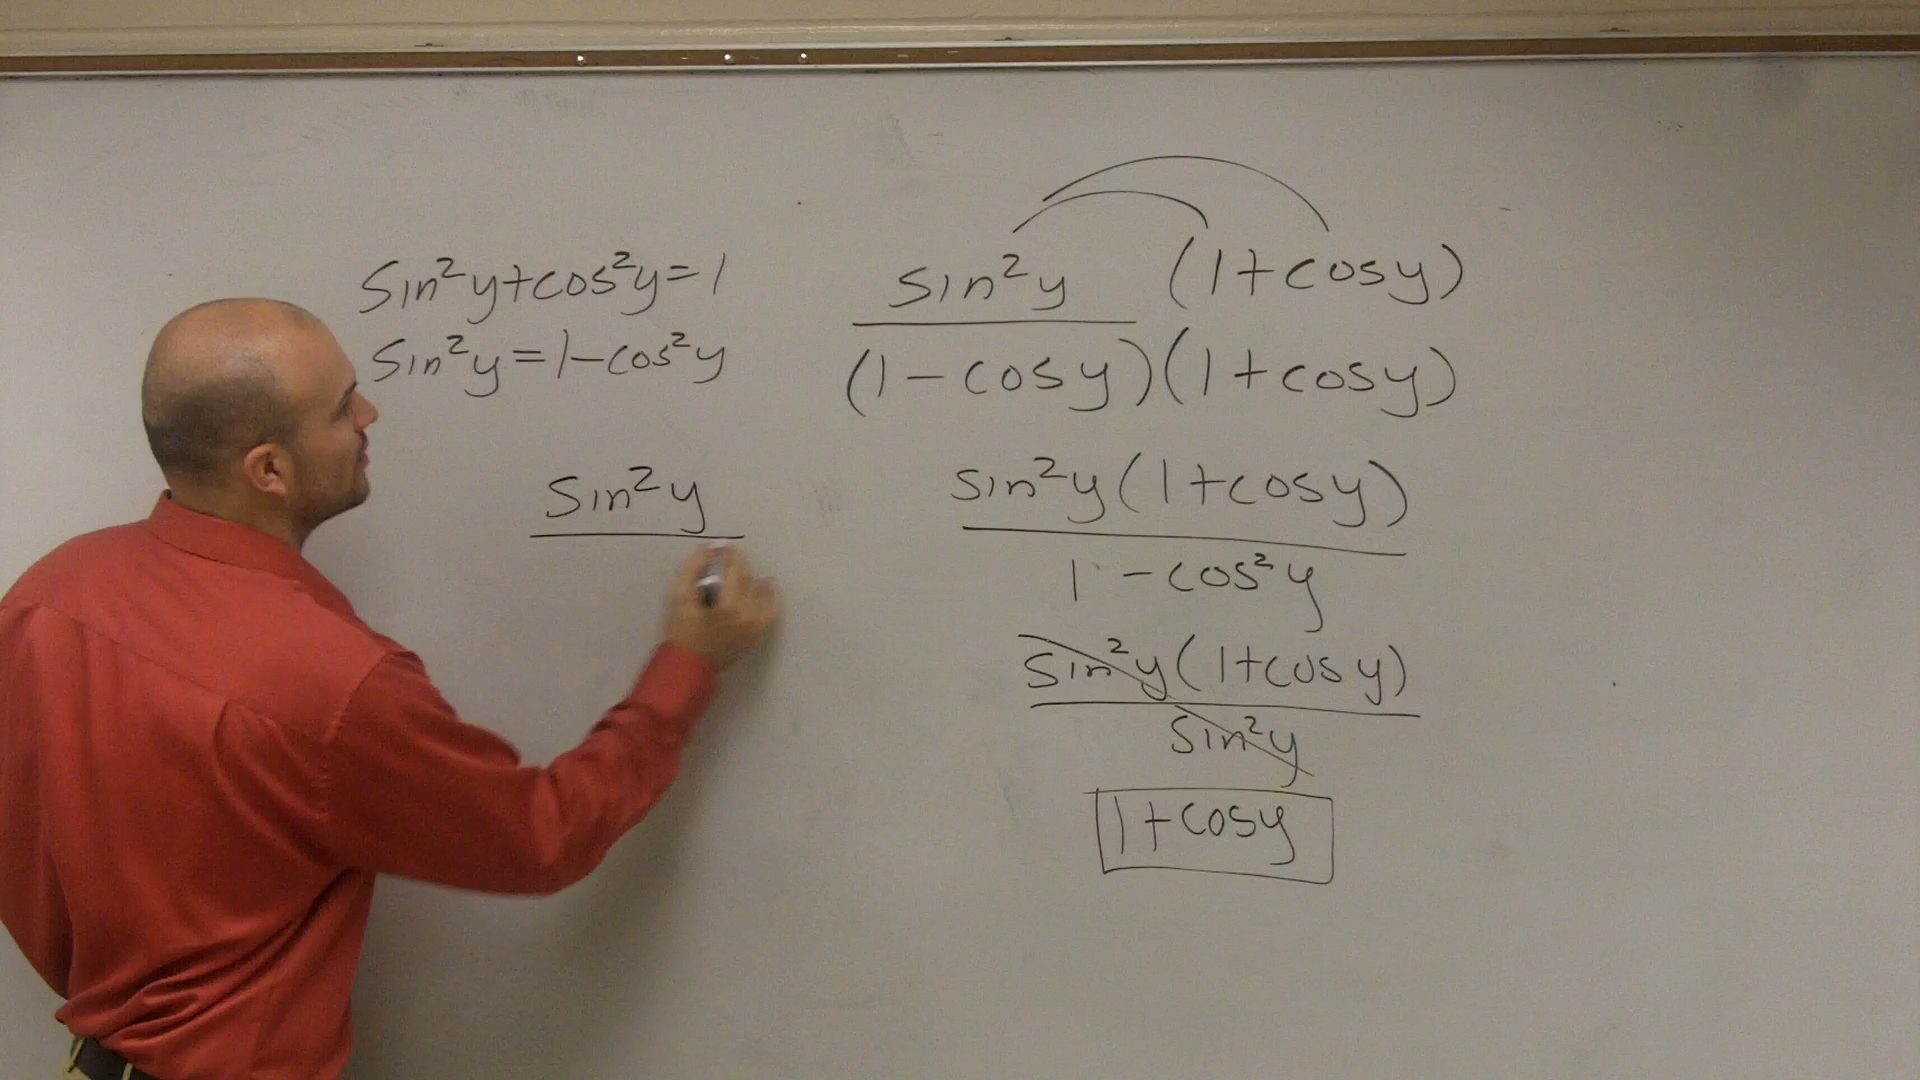 sin²y+cos²y=1
sin²y=1-cos²y
sin²y
sin²y (1+cosy)
(1-cosy)(1+cosy)
sin²y(1+cosy)
1-cos²y
sin²y(1+cosy)
sin²y
1+cosy